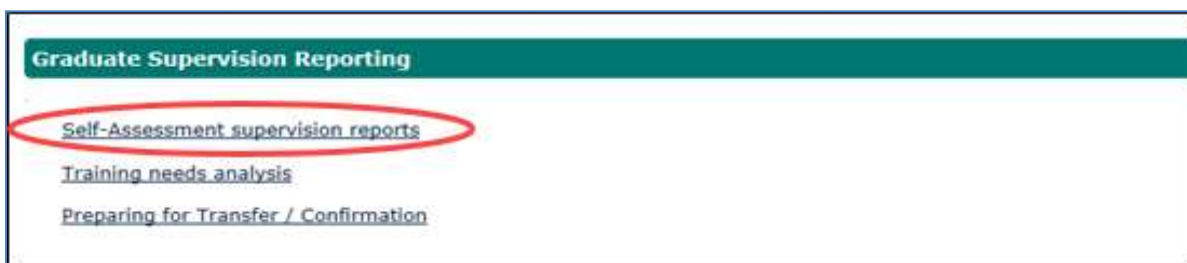 Graduate Supervision Reporting
Self-Assessment supervision reports
Training needs analysis
Preparing for Transfer / Confirmation